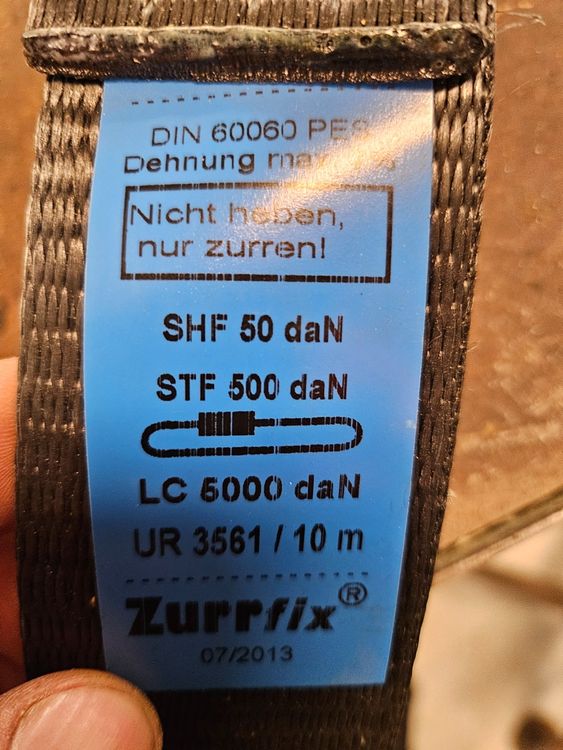 DIN 60060 PES
Dehnung max
Nicht heben,
nur zurren!
SHF 50 daN
STF 500 daN
LC 5000 daN
UR 3561 / 10 m
Zurrfix®
07/2013